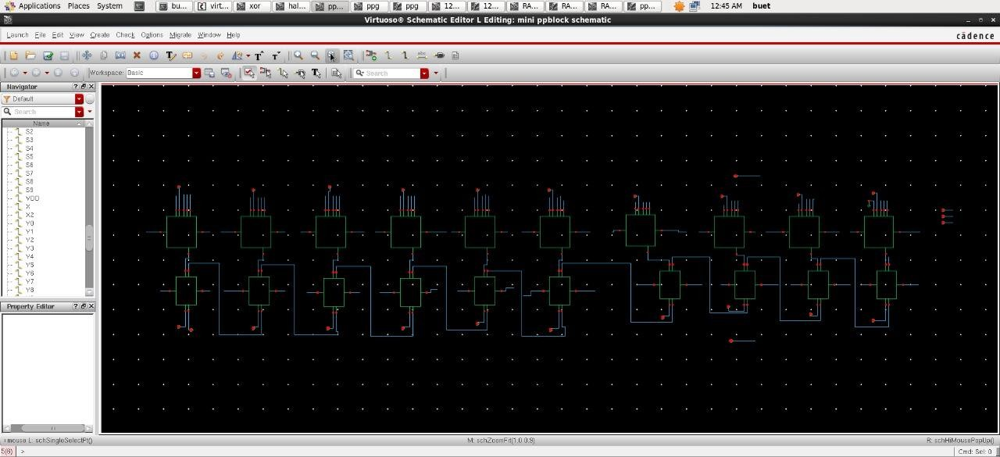 Applications Places System bu... virt... xor hal... pp... ppg ppg 12... 12... RA... RA... RA... pp... 12:45 AM buet
Virtuoso® Schematic Editor L Editing: mini ppblock schematic
Launch File Edit View Create Check Options Migrate Window Help cādence
Workspace: Basic Search
Navigator
Default
Search
Name
S2
S3
S4
S5
S6
S7
S8
S9
VDD
X
X2
Y0
Y1
Y2
Y3
Y4
Y5
Y6
Y7
Y8
Property Editor
mouse L: schSingleSelectPt() M: schZoomFit(1.0 0.9) R: schHiMousePopUp()
5(6) > Cmd: Sel: 0